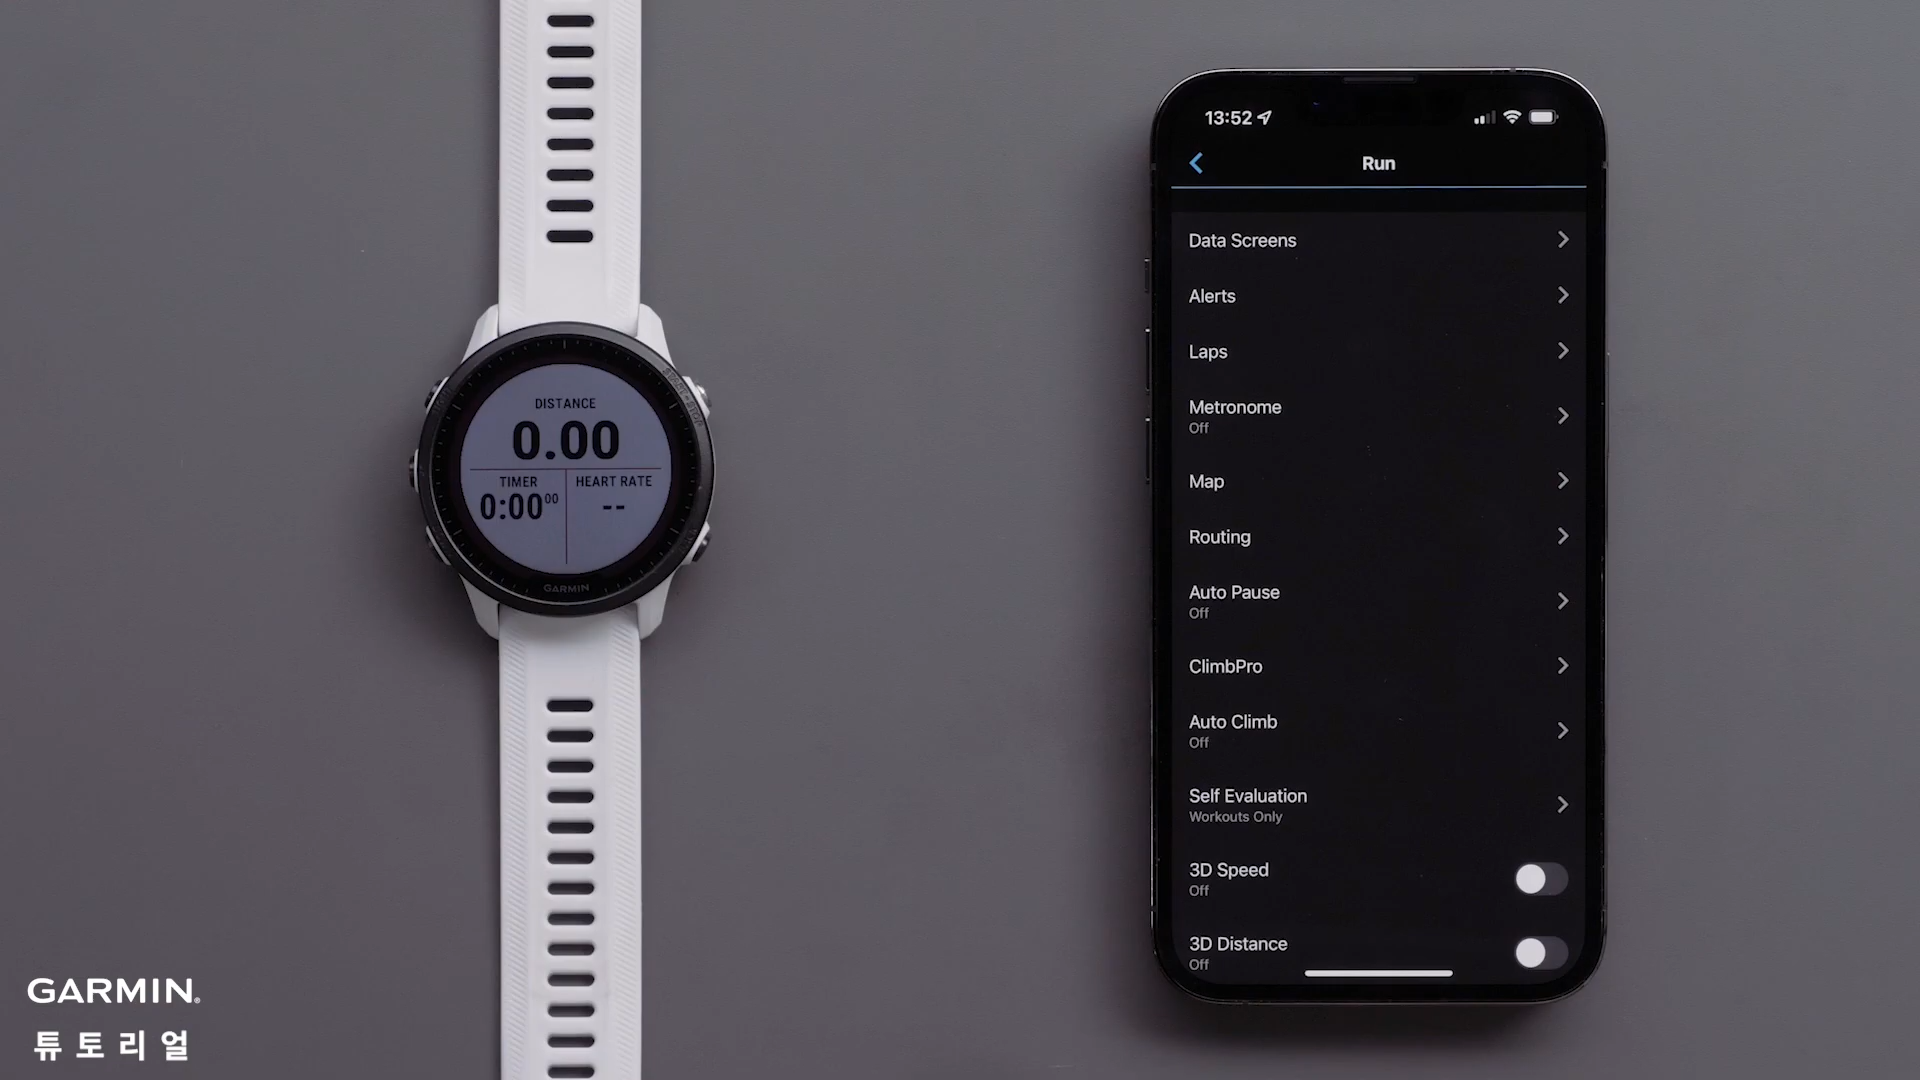 DISTANCE
0.00
TIMER
HEART RATE
0:00 00
--
GARMIN
13:52
Run
Data Screens
Alerts
Laps
Metronome
Off
Map
Routing
Auto Pause
Off
ClimbPro
Auto Climb
Off
Self Evaluation
Workouts Only
3D Speed
Off
3D Distance
Off
GARMIN.
튜토리얼